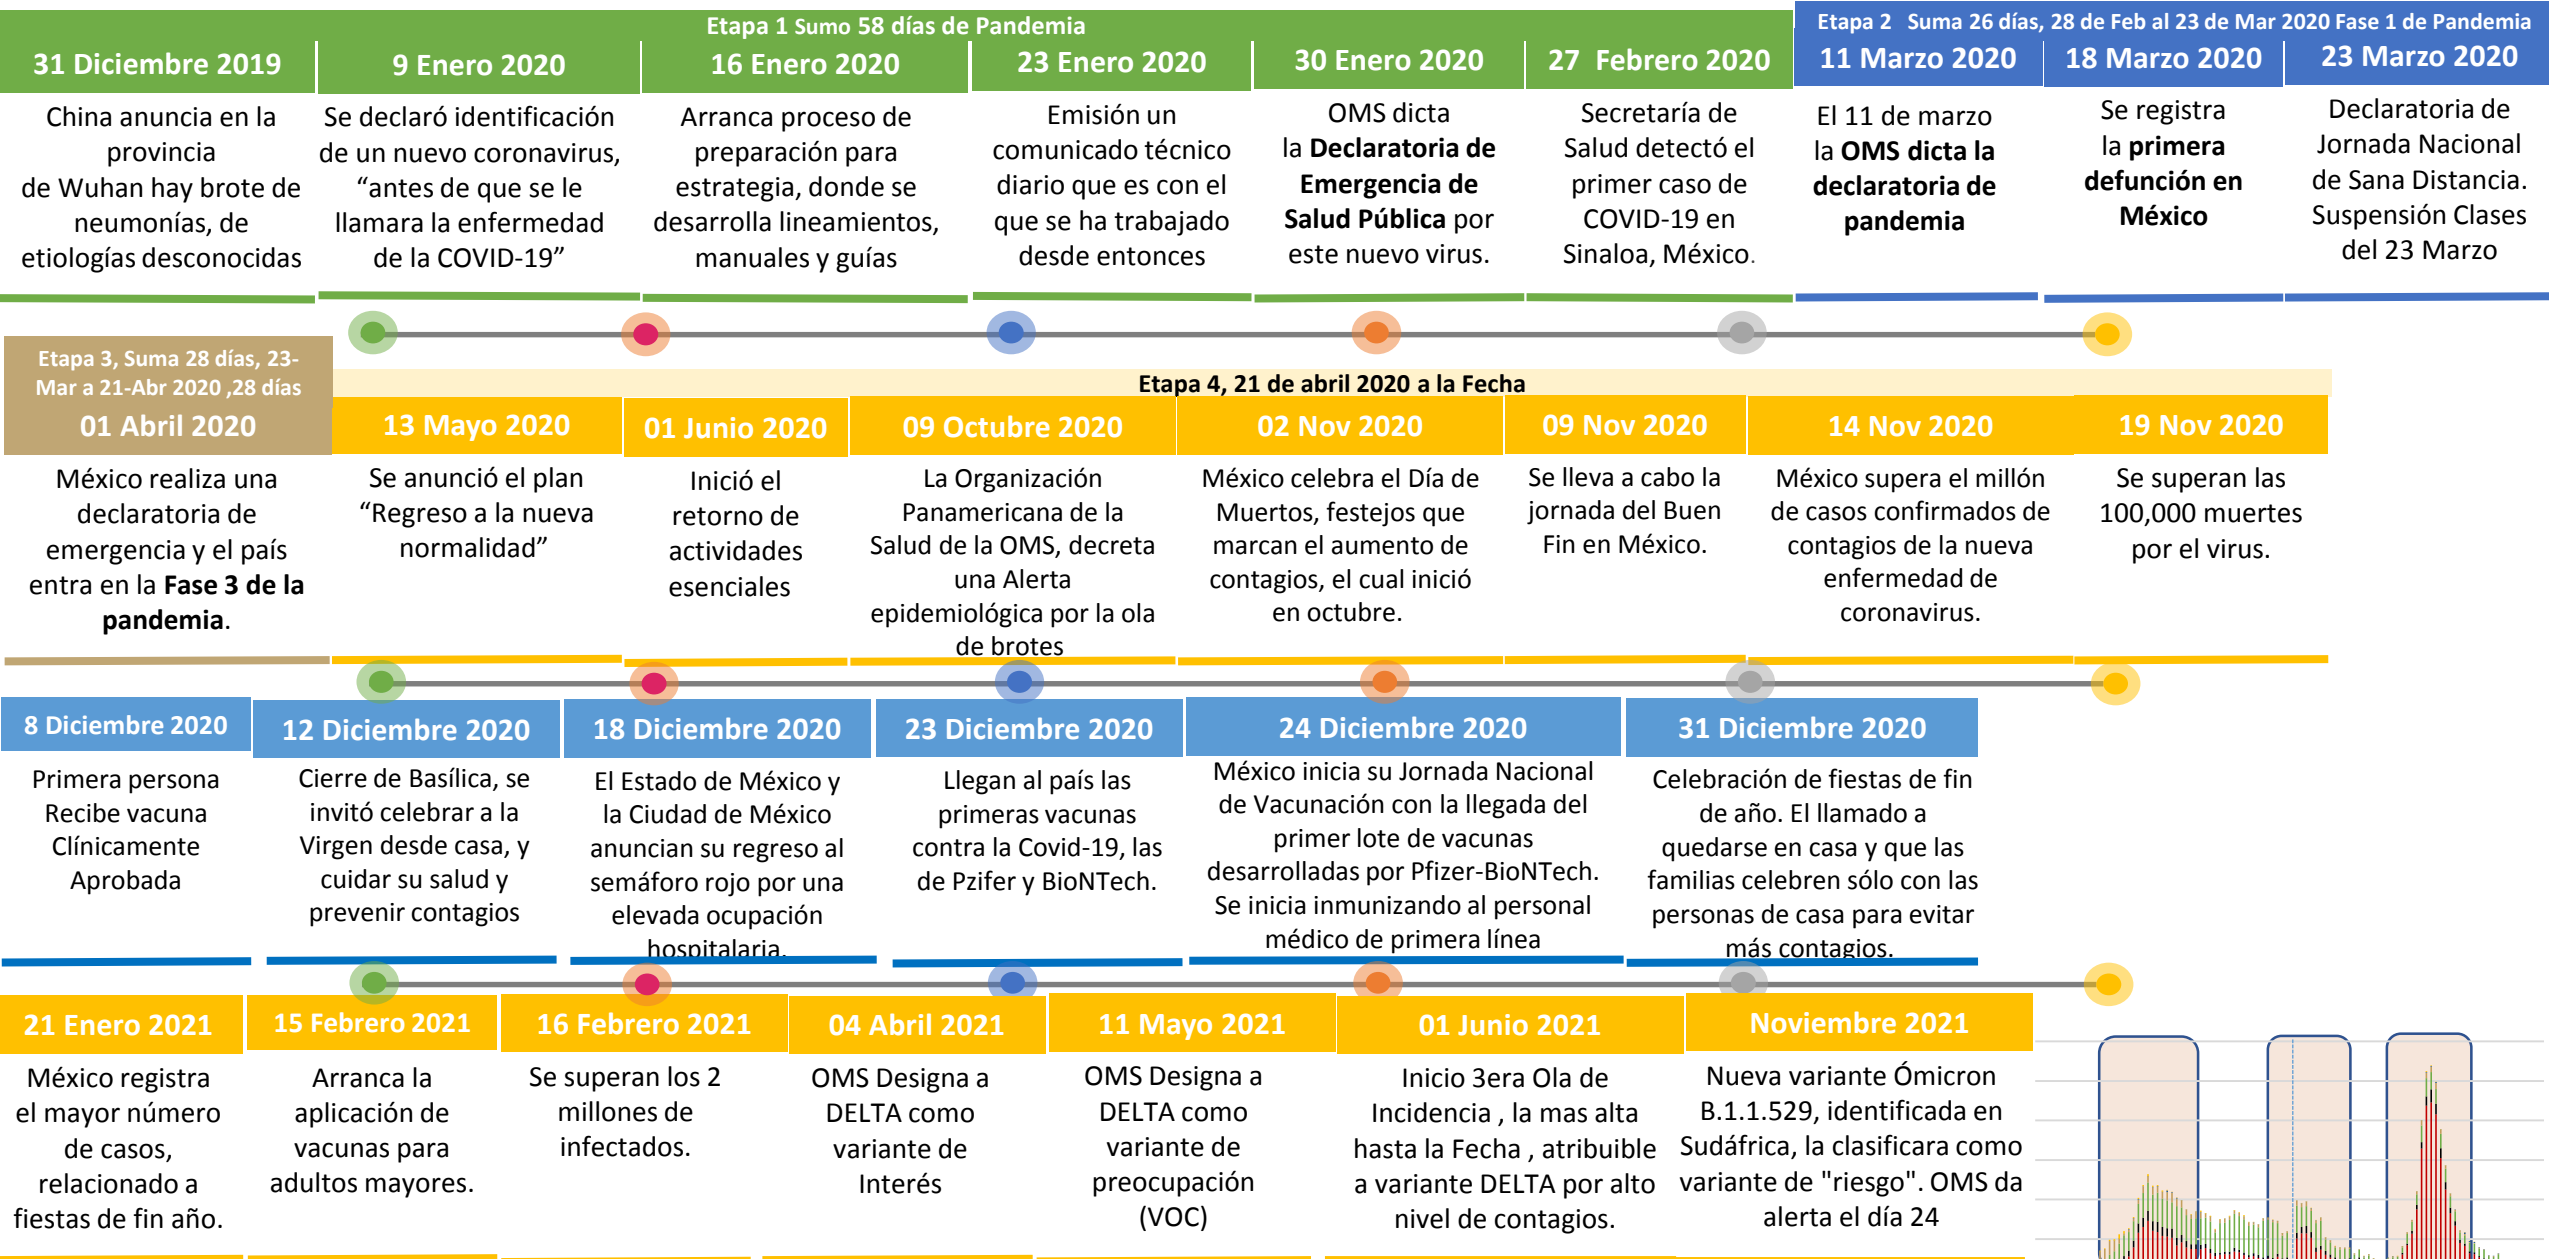 Etapa 1 Sumo 58 días de Pandemia
Etapa 2 Suma 26 días, 28 de Feb al 23 de Mar 2020 Fase 1 de Pandemia
31 Diciembre 2019
China anuncia en la
provincia
de Wuhan hay brote de
neumonías, de
etiologías desconocidas
9 Enero 2020
Se declaró identificación
de un nuevo coronavirus,
“antes de que se le
llamara la enfermedad
de la COVID-19”
16 Enero 2020
Arranca proceso de
preparación para
estrategia, donde se
desarrolla lineamientos,
manuales y guías
23 Enero 2020
Emisión un
comunicado técnico
diario que es con el
que se ha trabajado
desde entonces
30 Enero 2020
OMS dicta
la Declaratoria de
Emergencia de
Salud Pública por
este nuevo virus.
27 Febrero 2020
Secretaría de
Salud detectó el
primer caso de
COVID-19 en
Sinaloa, México.
11 Marzo 2020
El 11 de marzo
la OMS dicta la
declaratoria de
pandemia
18 Marzo 2020
Se registra
la primera
defunción en
México
23 Marzo 2020
Declaratoria de
Jornada Nacional
de Sana Distancia.
Suspensión Clases
del 23 Marzo
Etapa 3, Suma 28 días, 23-
Mar a 21-Abr 2020 ,28 días
Etapa 4, 21 de abril 2020 a la Fecha
01 Abril 2020
México realiza una
declaratoria de
emergencia y el país
entra en la Fase 3 de la
pandemia.
13 Mayo 2020
Se anunció el plan
“Regreso a la nueva
normalidad”
01 Junio 2020
Inició el
retorno de
actividades
esenciales
09 Octubre 2020
La Organización
Panamericana de la
Salud de la OMS, decreta
una Alerta
epidemiológica por la ola
de brotes
02 Nov 2020
México celebra el Día de
Muertos, festejos que
marcan el aumento de
contagios, el cual inició
en octubre.
09 Nov 2020
Se lleva a cabo la
jornada del Buen
Fin en México.
14 Nov 2020
México supera el millón
de casos confirmados de
contagios de la nueva
enfermedad de
coronavirus.
19 Nov 2020
Se superan las
100,000 muertes
por el virus.
8 Diciembre 2020
Primera persona
Recibe vacuna
Clínicamente
Aprobada
12 Diciembre 2020
Cierre de Basílica, se
invitó celebrar a la
Virgen desde casa, y
cuidar su salud y
prevenir contagios
18 Diciembre 2020
El Estado de México y
la Ciudad de México
anuncian su regreso al
semáforo rojo por una
elevada ocupación
hospitalaria.
23 Diciembre 2020
Llegan al país las
primeras vacunas
contra la Covid-19, las
de Pzifer y BioNTech.
24 Diciembre 2020
México inicia su Jornada Nacional
de Vacunación con la llegada del
primer lote de vacunas
desarrolladas por Pfizer-BioNTech.
Se inicia inmunizando al personal
médico de primera línea
31 Diciembre 2020
Celebración de fiestas de fin
de año. El llamado a
quedarse en casa y que las
familias celebren sólo con las
personas de casa para evitar
más contagios.
21 Enero 2021
México registra
el mayor número
de casos,
relacionado a
fiestas de fin año.
15 Febrero 2021
Arranca la
aplicación de
vacunas para
adultos mayores.
16 Febrero 2021
Se superan los 2
millones de
infectados.
04 Abril 2021
OMS Designa a
DELTA como
variante de
Interés
11 Mayo 2021
OMS Designa a
DELTA como
variante de
preocupación
(VOC)
01 Junio 2021
Inicio 3era Ola de
Incidencia , la mas alta
hasta la Fecha , atribuible
a variante DELTA por alto
nivel de contagios.
Noviembre 2021
Nueva variante Ómicron
B.1.1.529, identificada en
Sudáfrica, la clasificara como
variante de "riesgo". OMS da
alerta el día 24